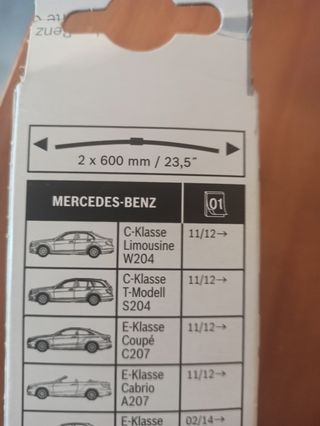 Benz
2 x 600 mm / 23,5″
MERCEDES-BENZ 01
C-Klasse
Limousine
W204
11/12→
C-Klasse
T-Modell
S204
11/12→
E-Klasse
Coupé
C207
11/12→
E-Klasse
Cabrio
A207
11/12→
E-Klasse
02/14→